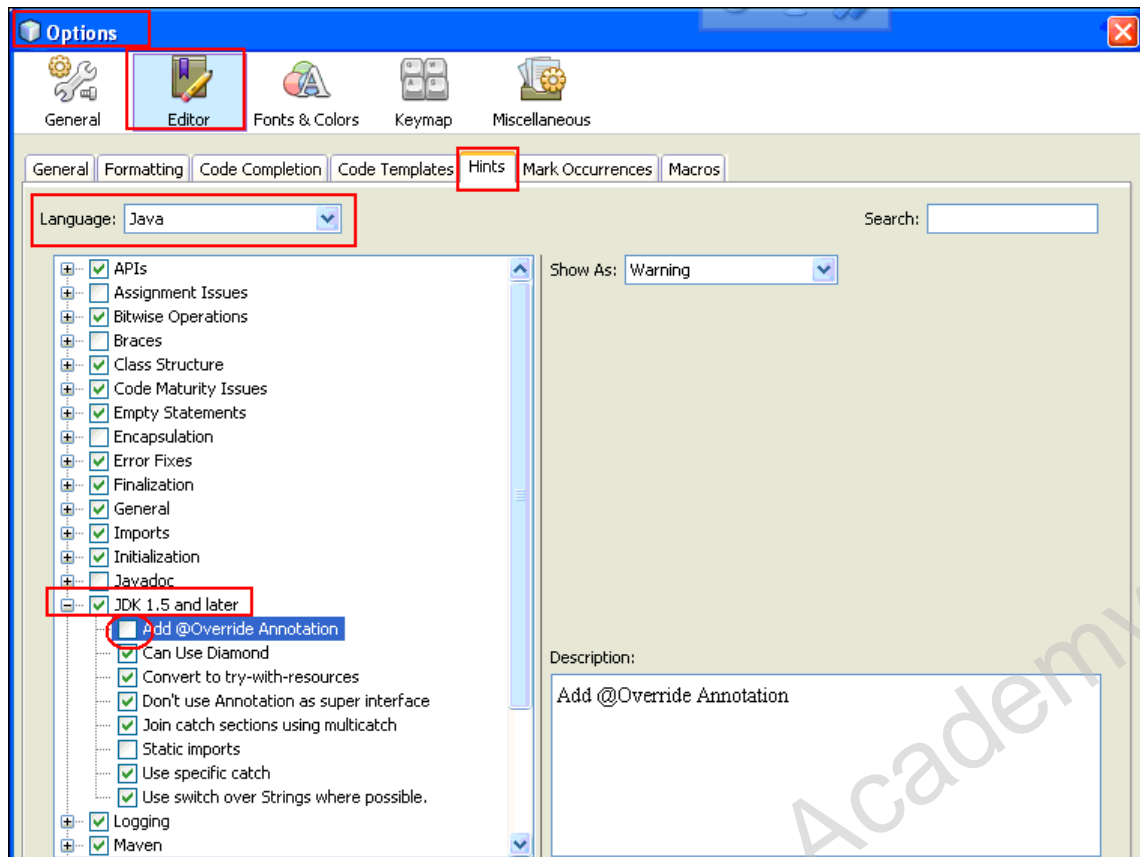 Options
General Editor Fonts & Colors Keymap Miscellaneous
General Formatting Code Completion Code Templates Hints Mark Occurrences Macros
Language: Java Search:
APIs
Assignment Issues
Bitwise Operations
Braces
Class Structure
Code Maturity Issues
Empty Statements
Encapsulation
Error Fixes
Finalization
General
Imports
Initialization
Javadoc
JDK 1.5 and later
Add @Override Annotation
Can Use Diamond
Convert to try-with-resources
Don't use Annotation as super interface
Join catch sections using multicatch
Static imports
Use specific catch
Use switch over Strings where possible.
Logging
Maven
Show As: Warning
Description:
Add @Override Annotation
Academy